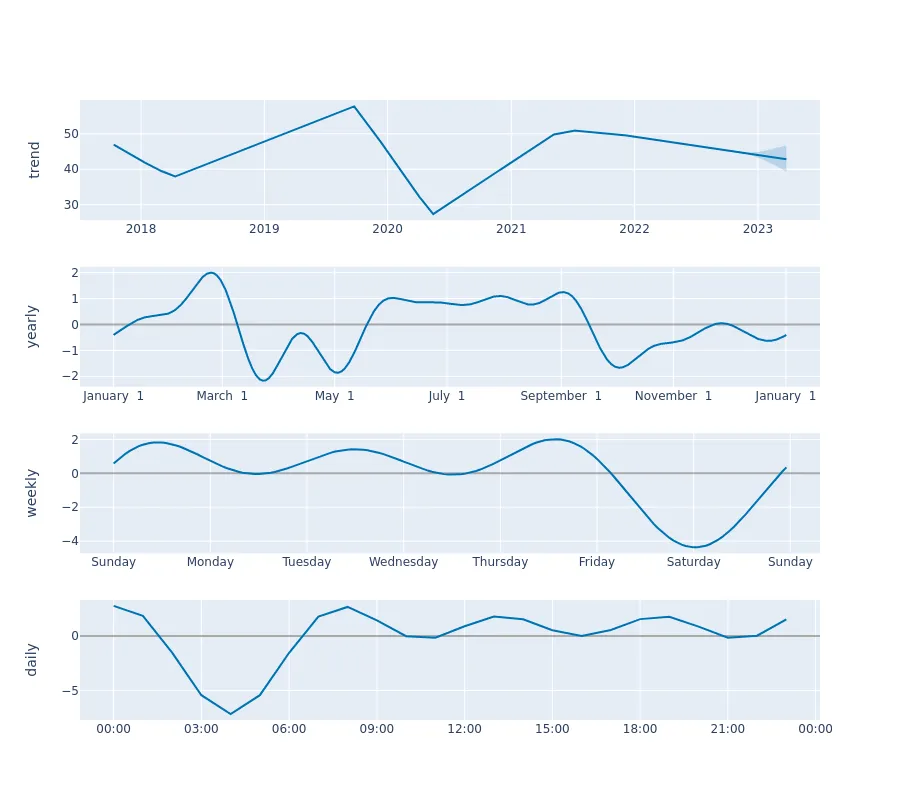 trend
50
40
30
2018 2019 2020 2021 2022 2023
yearly
2
1
0
−1
−2
January 1 March 1 May 1 July 1 September 1 November 1 January 1
weekly
2
0
−2
−4
Sunday Monday Tuesday Wednesday Thursday Friday Saturday Sunday
daily
0
−5
00:00 03:00 06:00 09:00 12:00 15:00 18:00 21:00 00:00